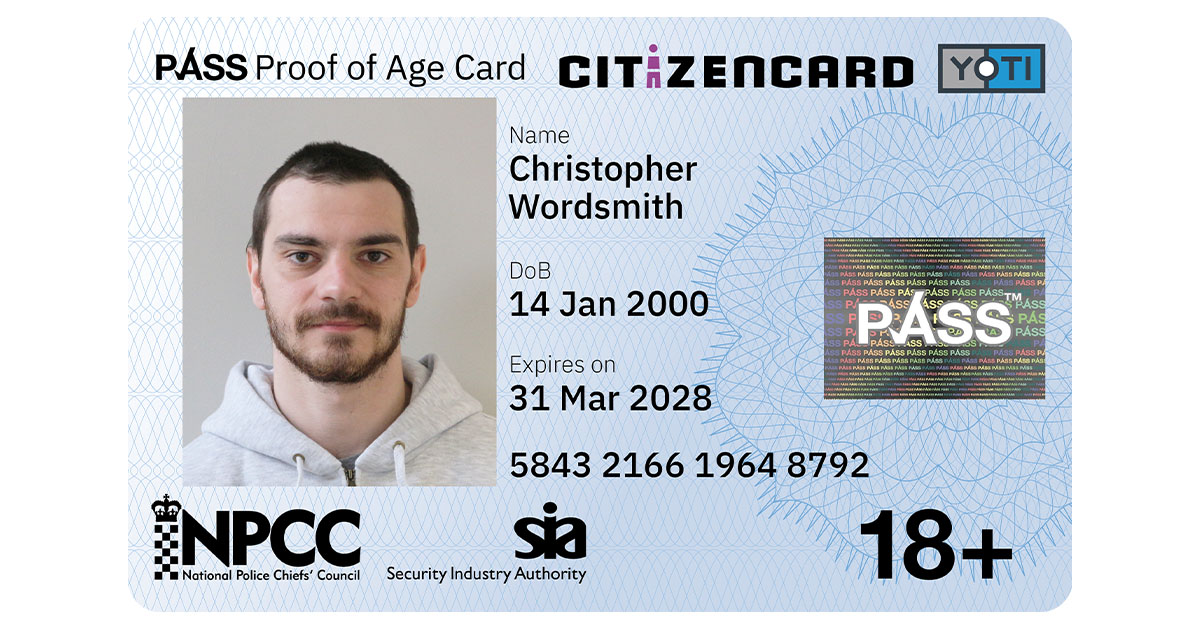 PASS Proof of Age Card
CITIZENCARD
YOTI
Name
Christopher
Wordsmith
DoB
14 Jan 2000
Expires on
31 Mar 2028
5843 2166 1964 8792
PASS™
NPCC
National Police Chiefs' Council
sia
Security Industry Authority
18+